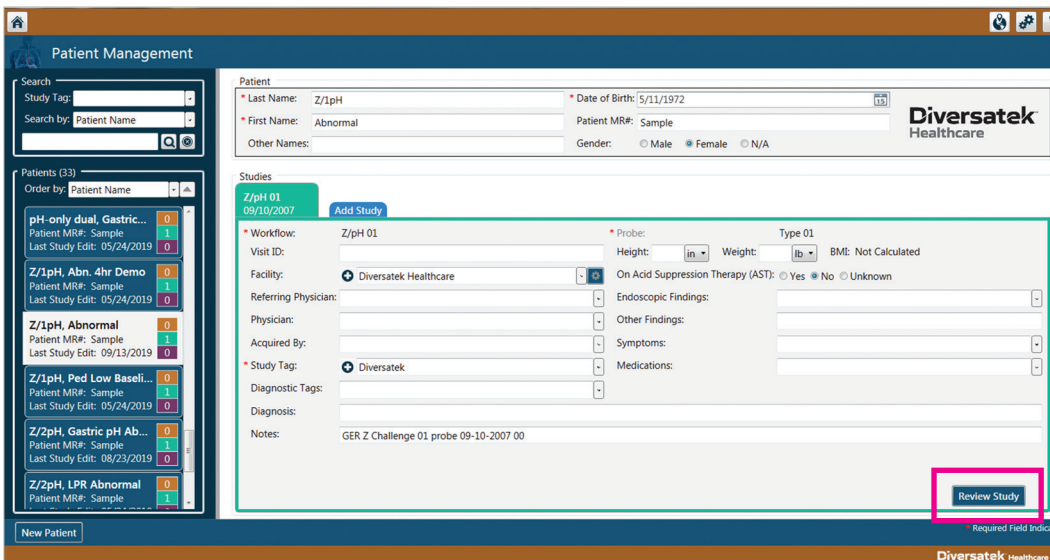 Patient Management
Search
Study Tag:
Search by: Patient Name
Patients (33)
Order by: Patient Name
pH-only dual, Gastric... 0
Patient MR#: Sample 1
Last Study Edit: 05/24/2019 0
Z/1pH, Abn. 4hr Demo 0
Patient MR#: Sample 1
Last Study Edit: 05/24/2019 0
Z/1pH, Abnormal 0
Patient MR#: Sample 1
Last Study Edit: 09/13/2019 0
Z/1pH, Ped Low Baseli... 0
Patient MR#: Sample 1
Last Study Edit: 05/24/2019 0
Z/2pH, Gastric pH Ab... 0
Patient MR#: Sample 1
Last Study Edit: 08/23/2019 0
Z/2pH, LPR Abnormal 0
Patient MR#: Sample 1
New Patient
Patient
* Last Name: Z/1pH * Date of Birth: 5/11/1972 15
* First Name: Abnormal Patient MR#: Sample
Other Names: Gender: Male Female N/A
Diversatek
Healthcare
Studies
Z/pH 01
09/10/2007 Add Study
* Workflow: Z/pH 01 * Probe: Type 01
Visit ID: Height: in Weight: lb BMI: Not Calculated
Facility: Diversatek Healthcare On Acid Suppression Therapy (AST): Yes No Unknown
Referring Physician: Endoscopic Findings:
Physician: Other Findings:
Acquired By: Symptoms:
* Study Tag: Diversatek Medications:
Diagnostic Tags:
Diagnosis:
Notes: GER Z Challenge 01 probe 09-10-2007 00
Review Study
* Required Field Indica
Diversatek Healthcare